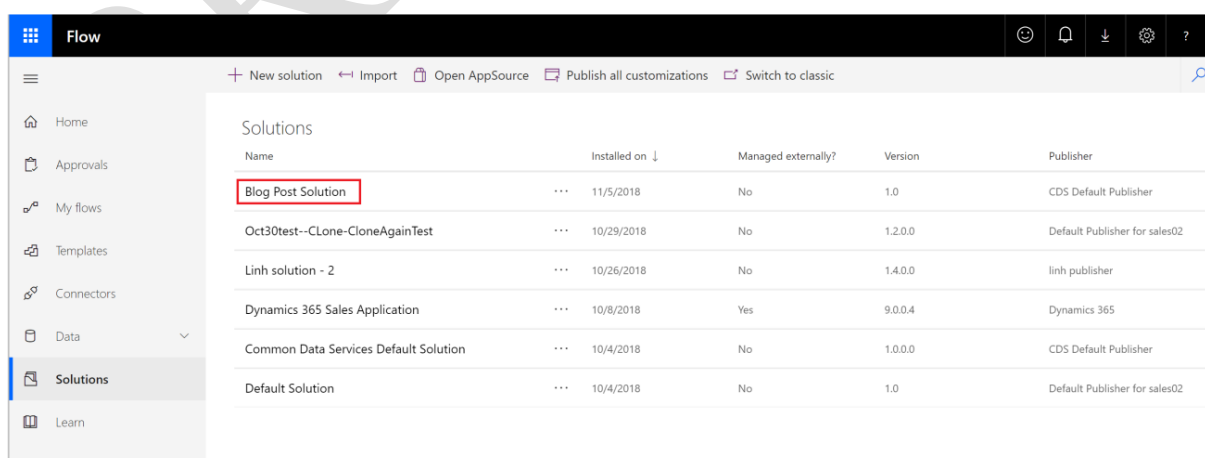 Flow
?
New solution Import Open AppSource Publish all customizations Switch to classic
Home
Approvals
My flows
Templates
Connectors
Data
Solutions
Learn
Solutions
Name Installed on ↓ Managed externally? Version Publisher
Blog Post Solution ... 11/5/2018 No 1.0 CDS Default Publisher
Oct30test--CLone-CloneAgainTest ... 10/29/2018 No 1.2.0.0 Default Publisher for sales02
Linh solution - 2 ... 10/26/2018 No 1.4.0.0 linh publisher
Dynamics 365 Sales Application ... 10/8/2018 Yes 9.0.0.4 Dynamics 365
Common Data Services Default Solution ... 10/4/2018 No 1.0.0.0 CDS Default Publisher
Default Solution ... 10/4/2018 No 1.0 Default Publisher for sales02